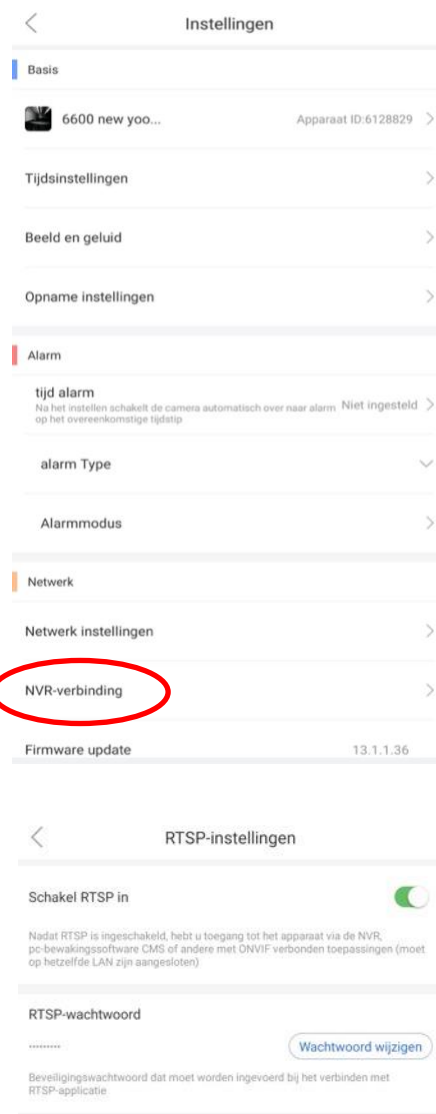 Instellingen
Basis
6600 new yoo... Apparaat ID:6128829
Tijdsinstellingen
Beeld en geluid
Opname instellingen
Alarm
tijd alarm
Na het instellen schakelt de camera automatisch over naar alarm Niet ingesteld
op het overeenkomstige tijdstip
alarm Type
Alarmmodus
Netwerk
Netwerk instellingen
NVR-verbinding
Firmware update 13.1.1.36
RTSP-instellingen
Schakel RTSP in
Nadat RTSP is ingeschakeld, hebt u toegang tot het apparaat via de NVR,
pc-bewakingssoftware CMS of andere met ONVIF verbonden toepassingen (moet
op hetzelfde LAN zijn aangesloten)
RTSP-wachtwoord
......... Wachtwoord wijzigen
Beveiligingswachtwoord dat moet worden ingevoerd bij het verbinden met
RTSP-applicatie